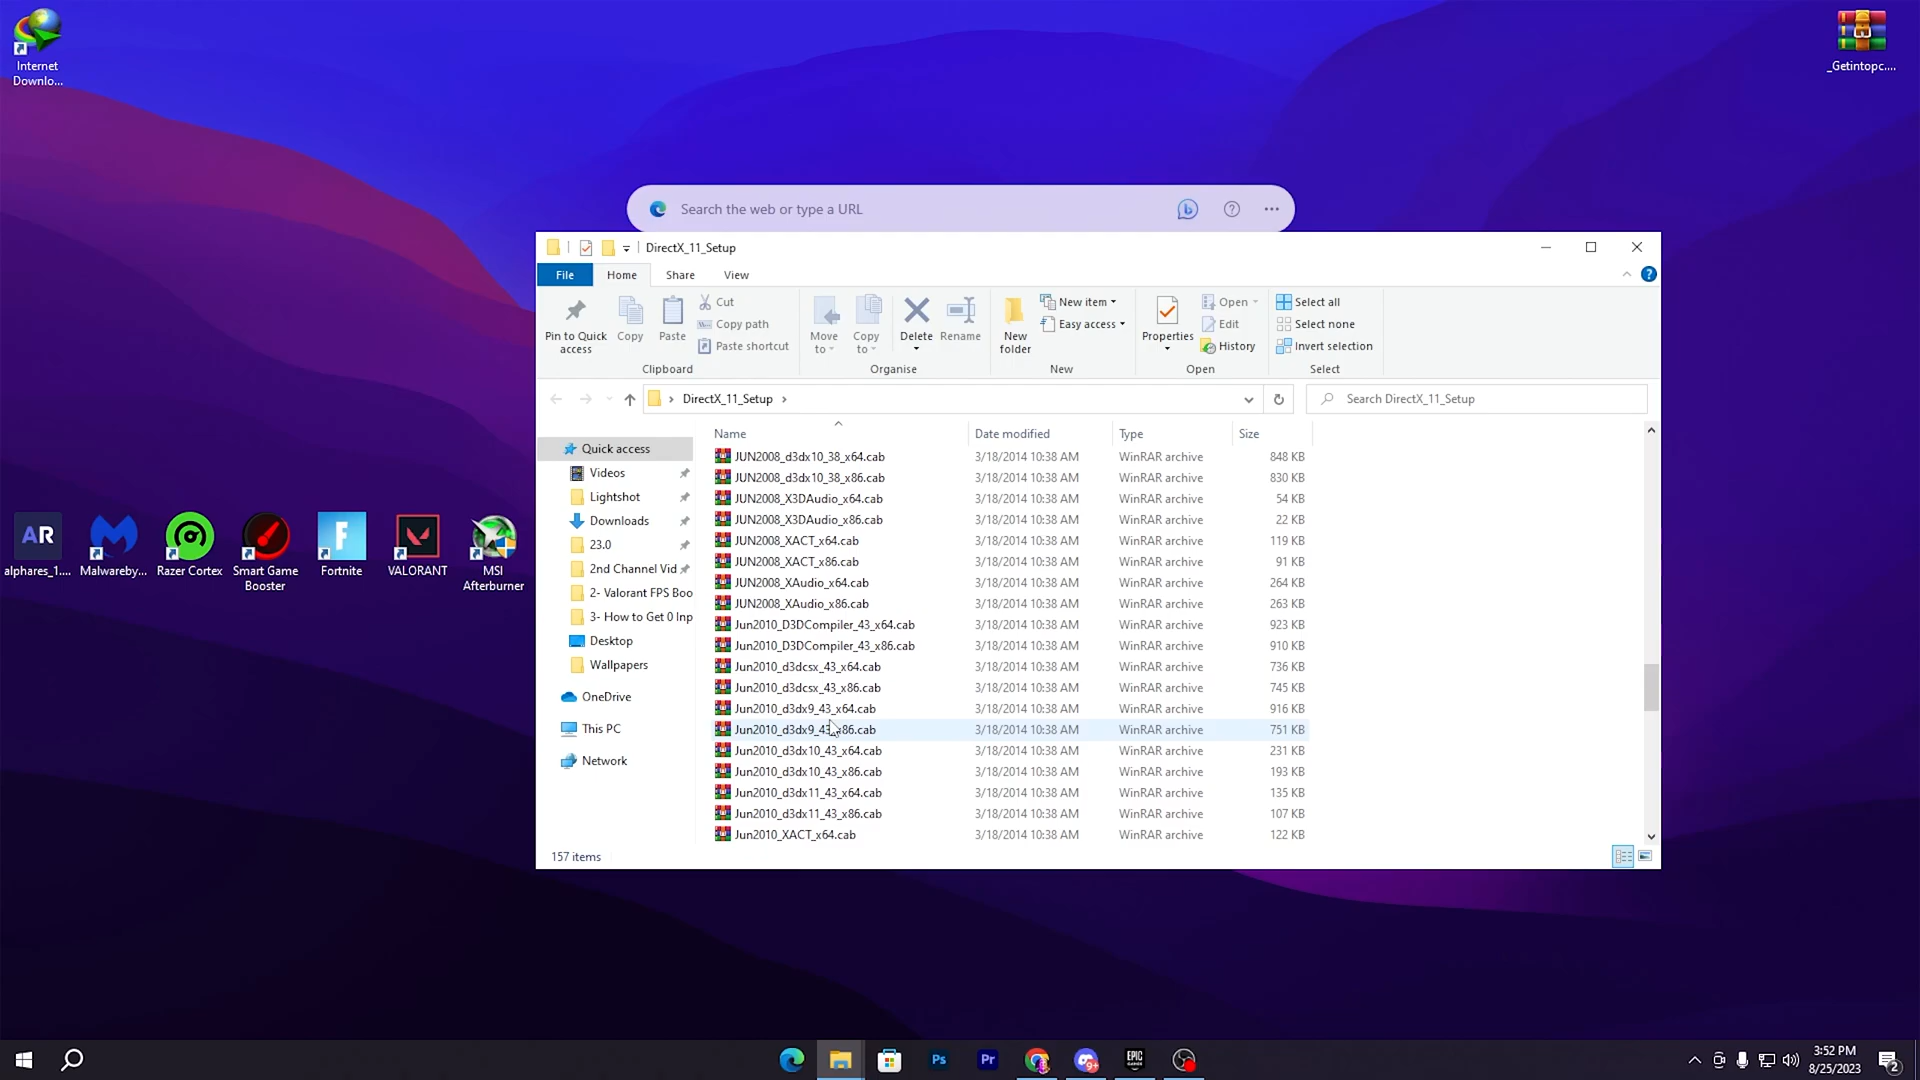 Internet
Downlo...
_Getintopc....
Search the web or type a URL
DirectX_11_Setup
File
Home
Share
View
Pin to Quick
access
Copy
Paste
Cut
Copy path
Paste shortcut
Clipboard
Move
to
Copy
to
Delete
Rename
Organise
New
folder
New item
Easy access
New
Properties
Open
Edit
History
Open
Select all
Select none
Invert selection
Select
DirectX_11_Setup
Search DirectX_11_Setup
Quick access
Videos
Lightshot
Downloads
23.0
2nd Channel Vid
2- Valorant FPS Boo
3- How to Get 0 Inp
Desktop
Wallpapers
OneDrive
This PC
Network
Name Date modified Type Size
JUN2008_d3dx10_38_x64.cab 3/18/2014 10:38 AM WinRAR archive 848 KB
JUN2008_d3dx10_38_x86.cab 3/18/2014 10:38 AM WinRAR archive 830 KB
JUN2008_X3DAudio_x64.cab 3/18/2014 10:38 AM WinRAR archive 54 KB
JUN2008_X3DAudio_x86.cab 3/18/2014 10:38 AM WinRAR archive 22 KB
JUN2008_XACT_x64.cab 3/18/2014 10:38 AM WinRAR archive 119 KB
JUN2008_XACT_x86.cab 3/18/2014 10:38 AM WinRAR archive 91 KB
JUN2008_XAudio_x64.cab 3/18/2014 10:38 AM WinRAR archive 264 KB
JUN2008_XAudio_x86.cab 3/18/2014 10:38 AM WinRAR archive 263 KB
Jun2010_D3DCompiler_43_x64.cab 3/18/2014 10:38 AM WinRAR archive 923 KB
Jun2010_D3DCompiler_43_x86.cab 3/18/2014 10:38 AM WinRAR archive 910 KB
Jun2010_d3dcsx_43_x64.cab 3/18/2014 10:38 AM WinRAR archive 736 KB
Jun2010_d3dcsx_43_x86.cab 3/18/2014 10:38 AM WinRAR archive 745 KB
Jun2010_d3dx9_43_x64.cab 3/18/2014 10:38 AM WinRAR archive 916 KB
Jun2010_d3dx9_43_x86.cab 3/18/2014 10:38 AM WinRAR archive 751 KB
Jun2010_d3dx10_43_x64.cab 3/18/2014 10:38 AM WinRAR archive 231 KB
Jun2010_d3dx10_43_x86.cab 3/18/2014 10:38 AM WinRAR archive 193 KB
Jun2010_d3dx11_43_x64.cab 3/18/2014 10:38 AM WinRAR archive 135 KB
Jun2010_d3dx11_43_x86.cab 3/18/2014 10:38 AM WinRAR archive 107 KB
Jun2010_XACT_x64.cab 3/18/2014 10:38 AM WinRAR archive 122 KB
157 items
AR
alphares_1....
Malwareby...
Razer Cortex
Smart Game
Booster
Fortnite
VALORANT
MSI
Afterburner
Ps
Pr
9+
EPIC
GAMES
3:52 PM
8/25/2023
2